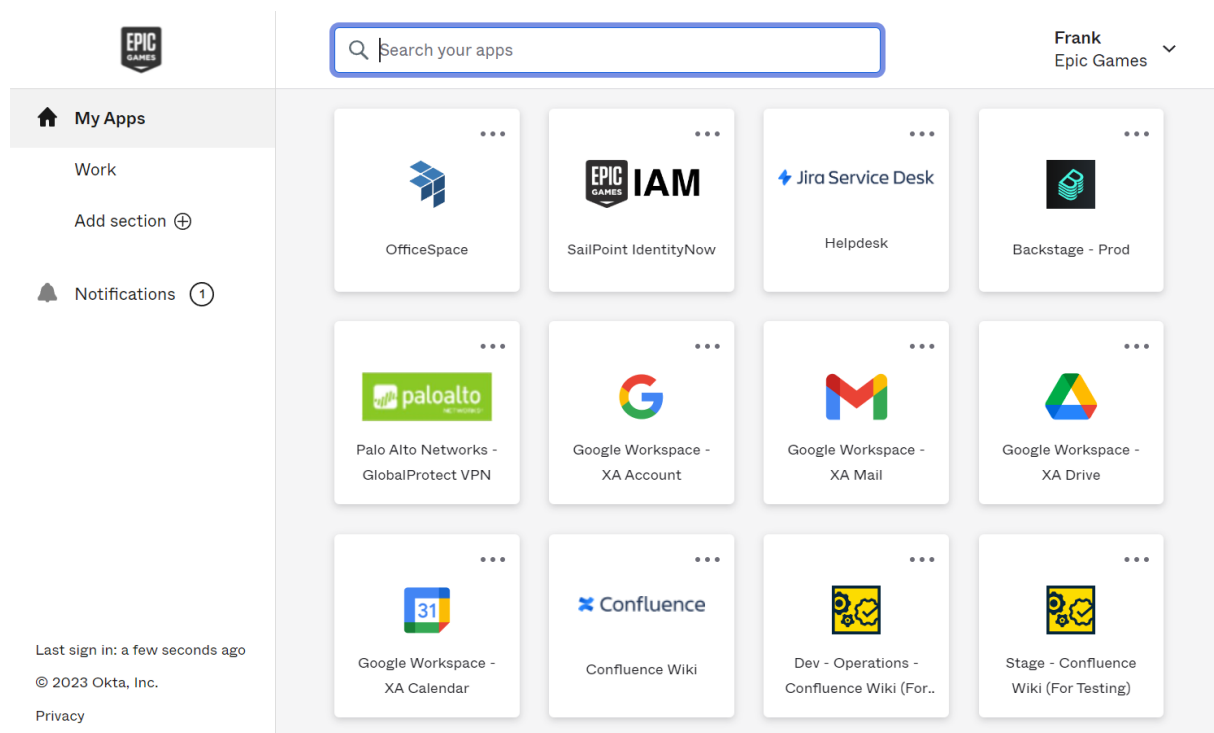 EPIC
GAMES
Search your apps
Frank
Epic Games
My Apps
Work
Add section
Notifications 1
OfficeSpace
EPIC
GAMES
IAM
SailPoint IdentityNow
Jira Service Desk
Helpdesk
Backstage - Prod
paloalto
NETWORKS
Palo Alto Networks -
GlobalProtect VPN
Google Workspace -
XA Account
Google Workspace -
XA Mail
Google Workspace -
XA Drive
31
Google Workspace -
XA Calendar
Confluence
Confluence Wiki
Dev - Operations -
Confluence Wiki (For..
Stage - Confluence
Wiki (For Testing)
Last sign in: a few seconds ago
© 2023 Okta, Inc.
Privacy